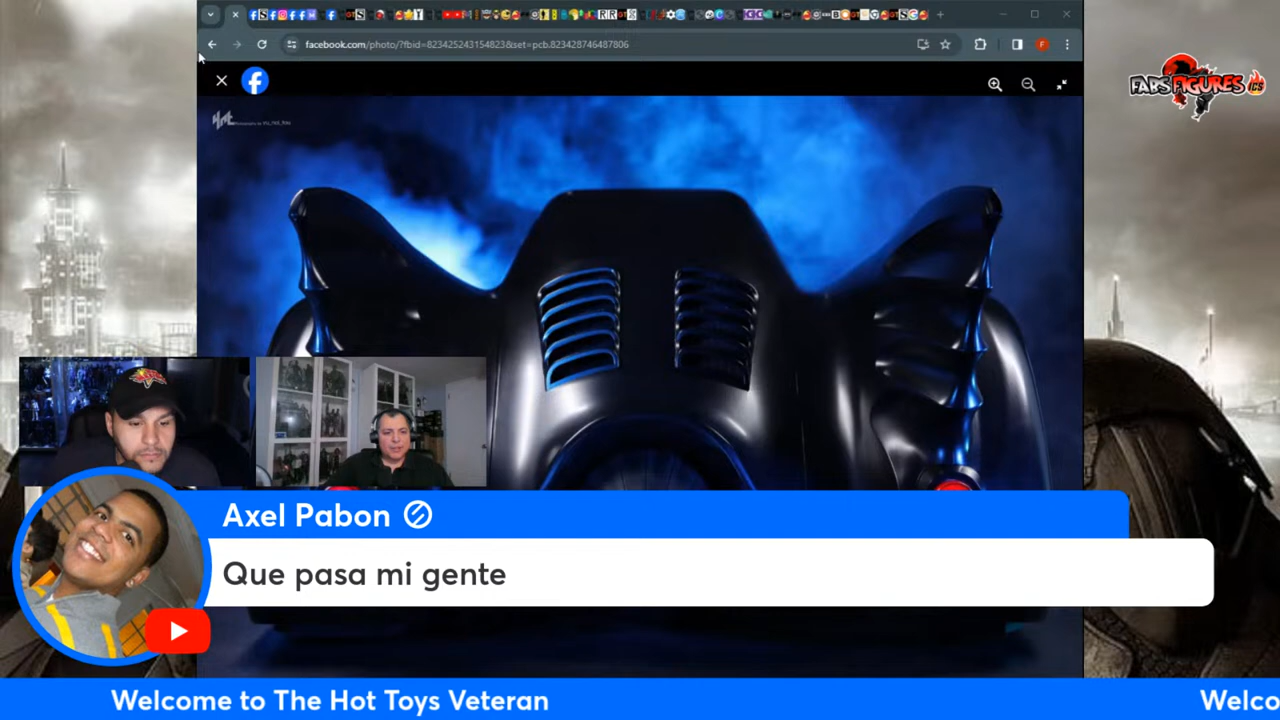 facebook.com/photo/?fbid=823425243154823&set=pcb.823428746487806
FABS FIGURES
Axel Pabon
Que pasa mi gente
Welcome to The Hot Toys Veteran
Welco